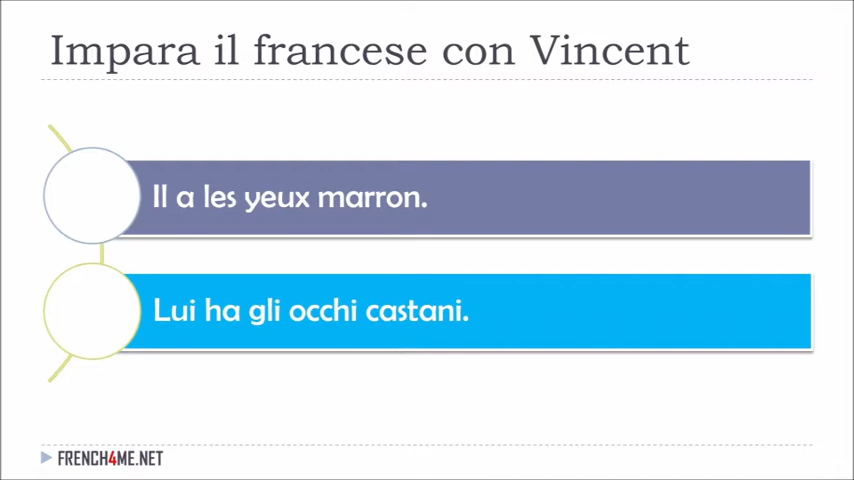 Impara il francese con Vincent
Il a les yeux marron.
Lui ha gli occhi castani.
FRENCH4ME.NET